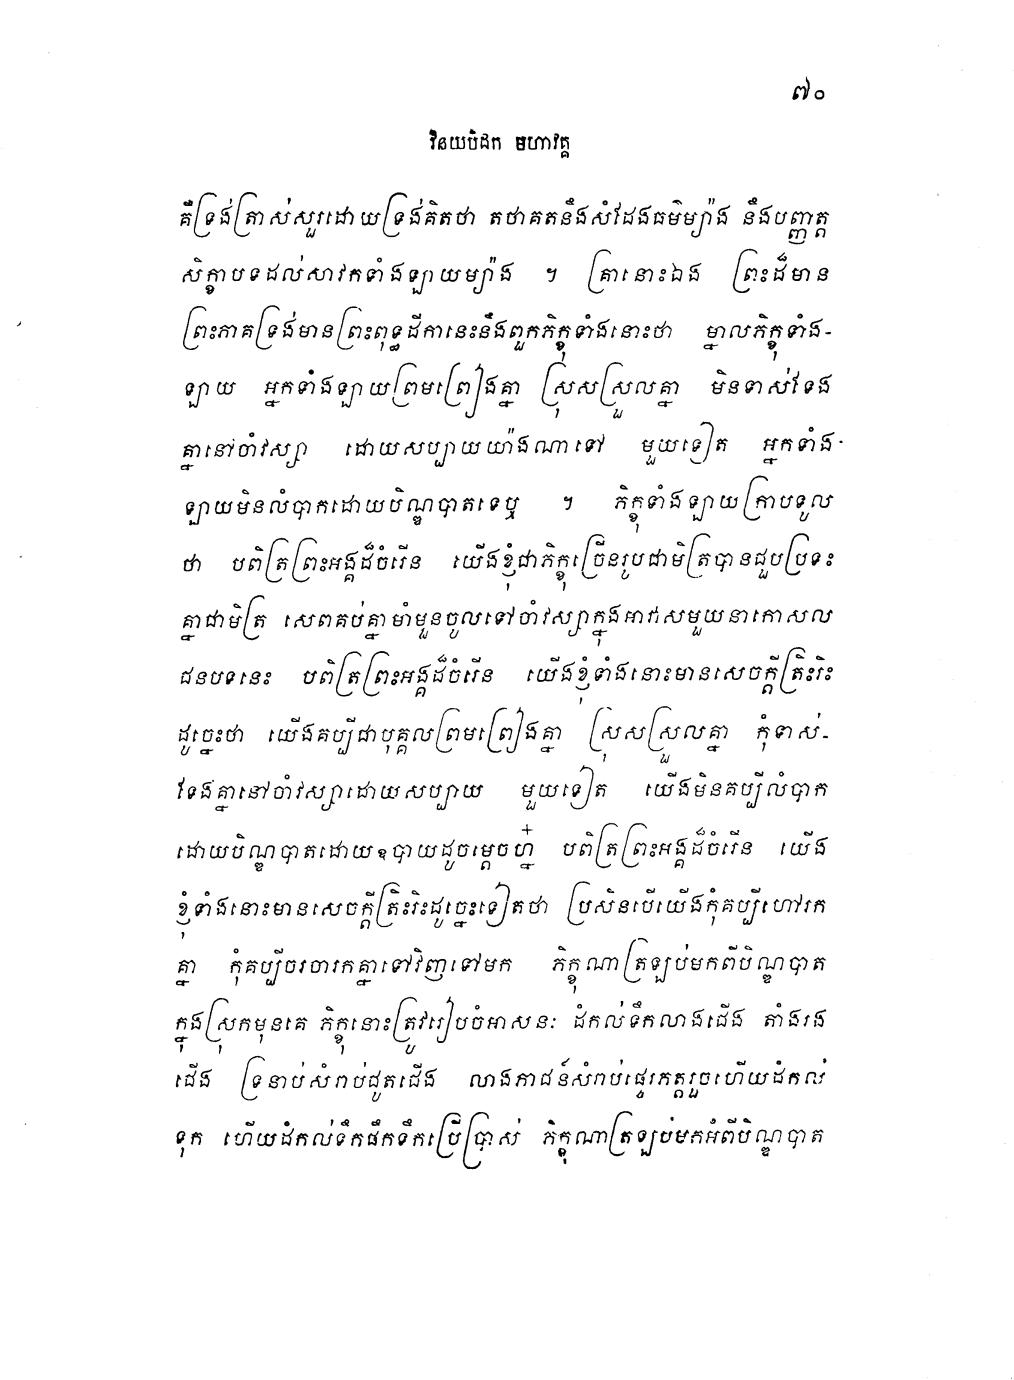 ៧០
វិនយបិដក មហាវគ្គ
គឺទ្រង់ត្រាស់សួរដោយទ្រង់គិតថា តថាគតនឹងសំដែងធម៌ម្យ៉ាង នឹងបញ្ញត្ត
សិក្ខាបទដល់សាវកទាំងឡាយម្យ៉ាង ។ គ្រានោះឯង ព្រះដ៏មាន
ព្រះភាគទ្រង់មានព្រះពុទ្ធដីកានេះនឹងពួកភិក្ខុទាំងនោះថា ម្នាលភិក្ខុទាំង-
ឡាយ អ្នកទាំងឡាយព្រមព្រៀងគ្នា ស្រុសស្រួលគ្នា មិនទាស់ទែង
គ្នានៅចាំវស្សា ដោយសប្បាយយ៉ាងណាទៅ មួយទៀត អ្នកទាំង-
ឡាយមិនលំបាកដោយបិណ្ឌបាតទេឬ ។ ភិក្ខុទាំងឡាយក្រាបទូល
ថា បពិត្រព្រះអង្គដ៏ចំរើន យើងខ្ញុំជាភិក្ខុច្រើនរូបជាមិត្របានជួបប្រទះ
គ្នាជាមិត្រ សេពគប់គ្នាមាំមួនចូលទៅចាំវស្សាក្នុងអាវាសមួយនាកោសល
ជនបទនេះ បពិត្រព្រះអង្គដ៏ចំរើន យើងខ្ញុំទាំងនោះមានសេចក្តីត្រិះរិះ
ដូច្នេះថា យើងគប្បីជាបុគ្គលព្រមព្រៀងគ្នា ស្រុសស្រួលគ្នា កុំទាស់-
ទែងគ្នានៅចាំវស្សាដោយសប្បាយ មួយទៀត យើងមិនគប្បីលំបាក
ដោយបិណ្ឌបាតដោយឧបាយដូចម្តេចហ្ន៎ បពិត្រព្រះអង្គដ៏ចំរើន យើង
ខ្ញុំទាំងនោះមានសេចក្តីត្រិះរិះដូច្នេះទៀតថា ប្រសិនបើយើងកុំគប្បីហៅរក
គ្នា កុំគប្បីចរចារកគ្នាទៅវិញទៅមក ភិក្ខុណាត្រឡប់មកពីបិណ្ឌបាត
ក្នុងស្រុកមុនគេ ភិក្ខុនោះត្រូវរៀបចំអាសនៈ ដំកល់ទឹកលាងជើង តាំងរង
ជើង ទ្រនាប់សំរាប់ជូតជើង លាងភាជន៍សំរាប់ផ្ទេរភត្តរួចហើយដំកល់
ទុក ហើយដំកល់ទឹកផឹកទឹកប្រើប្រាស់ ភិក្ខុណាត្រឡប់មកអំពីបិណ្ឌបាត